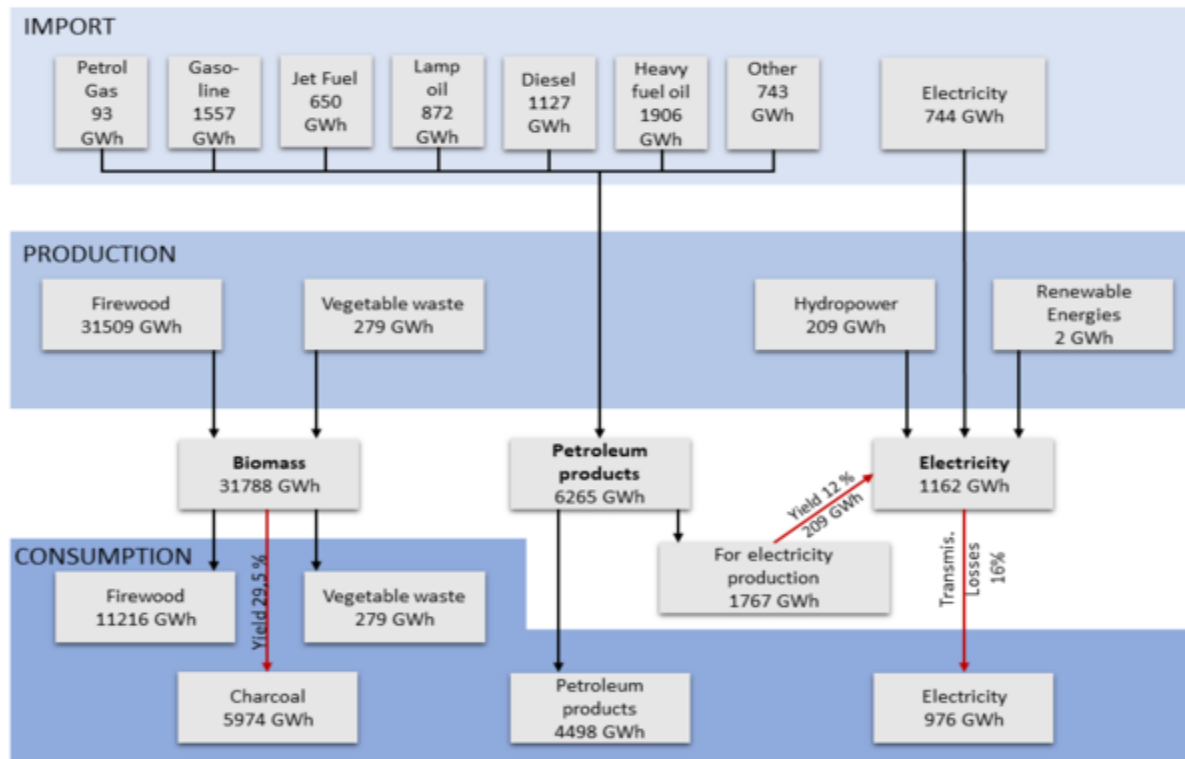 IMPORT
Petrol
Gas
93
GWh
Gaso-
line
1557
GWh
Jet Fuel
650
GWh
Lamp
oil
872
GWh
Diesel
1127
GWh
Heavy
fuel oil
1906
GWh
Other
743
GWh
Electricity
744 GWh
PRODUCTION
Firewood
31509 GWh
Vegetable waste
279 GWh
Hydropower
209 GWh
Renewable
Energies
2 GWh
Biomass
31788 GWh
Petroleum
products
6265 GWh
Yield 12 %
209 GWh
Electricity
1162 GWh
CONSUMPTION
Firewood
11216 GWh
Yield 29,5 %
Vegetable waste
279 GWh
For electricity
production
1767 GWh
Transmis.
Losses
16%
Charcoal
5974 GWh
Petroleum
products
4498 GWh
Electricity
976 GWh